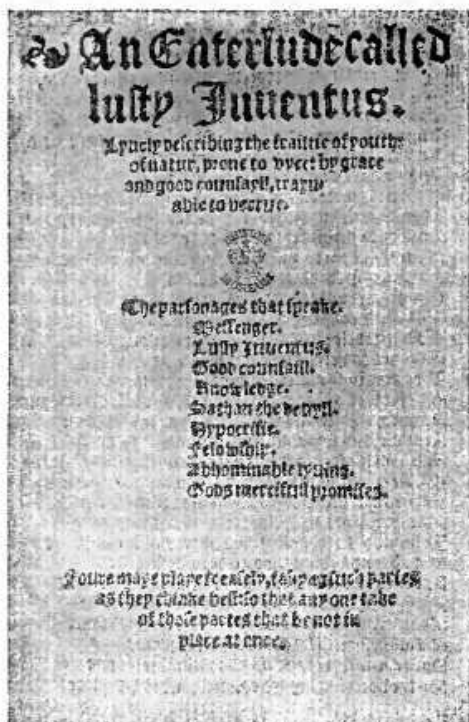 An Enterludē called
lusty Iuuentus.
Lyuely describing the frailtie of youth:
of natur, prone to vyce: by grace
and good counsayll, trayn-
able to vertue.
The parsonages that speake.
Messenger.
Lusty Iuuentus.
Good counsaill.
Knowledge.
Sathan the deuyll.
Hypocrisie.
Felowship.
Abhominable lyuing.
Gods mercifull promises.
Foure maye playe it easely, takyng such partes
as they thinke best: so that any one take
of those partes that be not in
place at once.